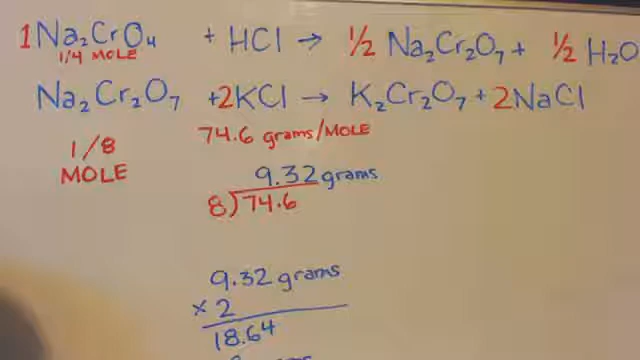 1Na₂CrO₄ + HCl → 1/2 Na₂Cr₂O₇ + 1/2 H₂O
1/4 MOLE
Na₂Cr₂O₇ +2KCl → K₂Cr₂O₇ + 2NaCl
74.6 grams/MOLE
1/8
MOLE
9.32 grams
8)74.6
9.32 grams
× 2
18.64